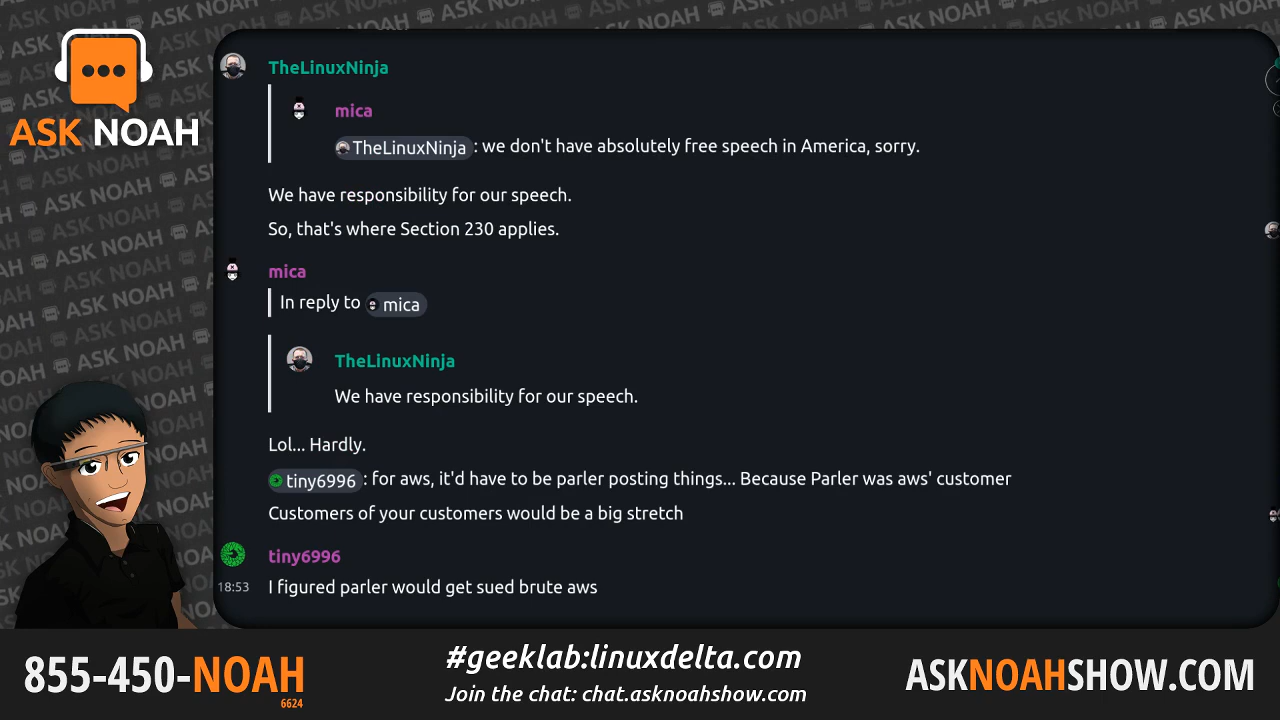 ASK NOAH
TheLinuxNinja
mica
TheLinuxNinja: we don't have absolutely free speech in America, sorry.
We have responsibility for our speech.
So, that's where Section 230 applies.
mica
In reply to mica
TheLinuxNinja
We have responsibility for our speech.
Lol... Hardly.
tiny6996: for aws, it'd have to be parler posting things... Because Parler was aws' customer
Customers of your customers would be a big stretch
tiny6996
18:53 I figured parler would get sued brute aws
855-450-NOAH
6624
#geeklab:linuxdelta.com
Join the chat: chat.asknoahshow.com
ASKNOAHSHOW.COM